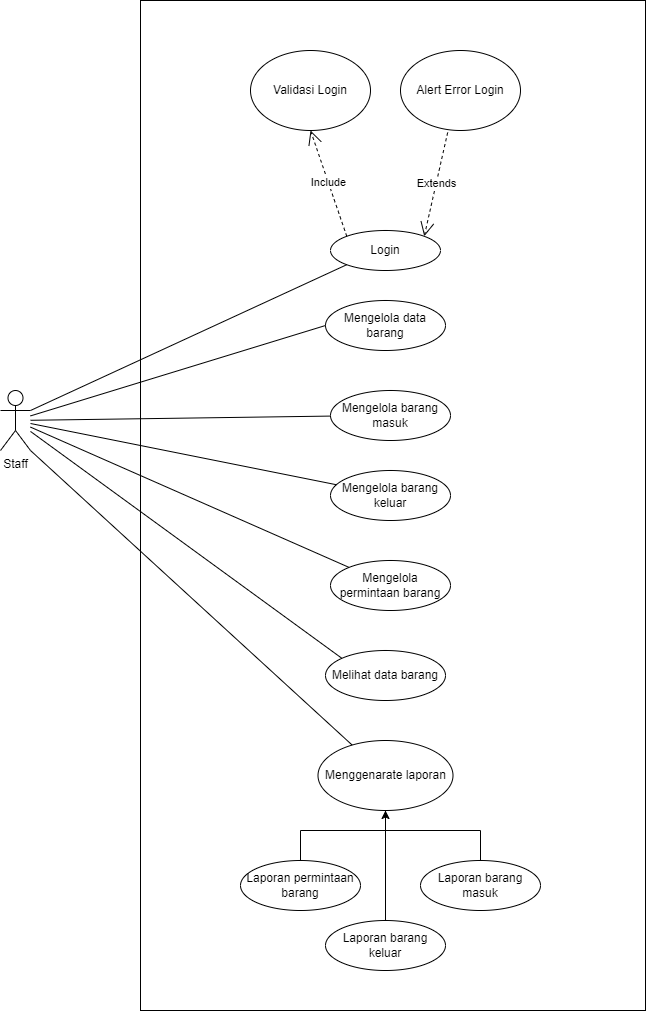 Validasi Login
Alert Error Login
Include
Extends
Login
Mengelola data
barang
Mengelola barang
masuk
Staff
Mengelola barang
keluar
Mengelola
permintaan barang
Melihat data barang
Menggenarate laporan
Laporan permintaan
barang
Laporan barang
masuk
Laporan barang
keluar